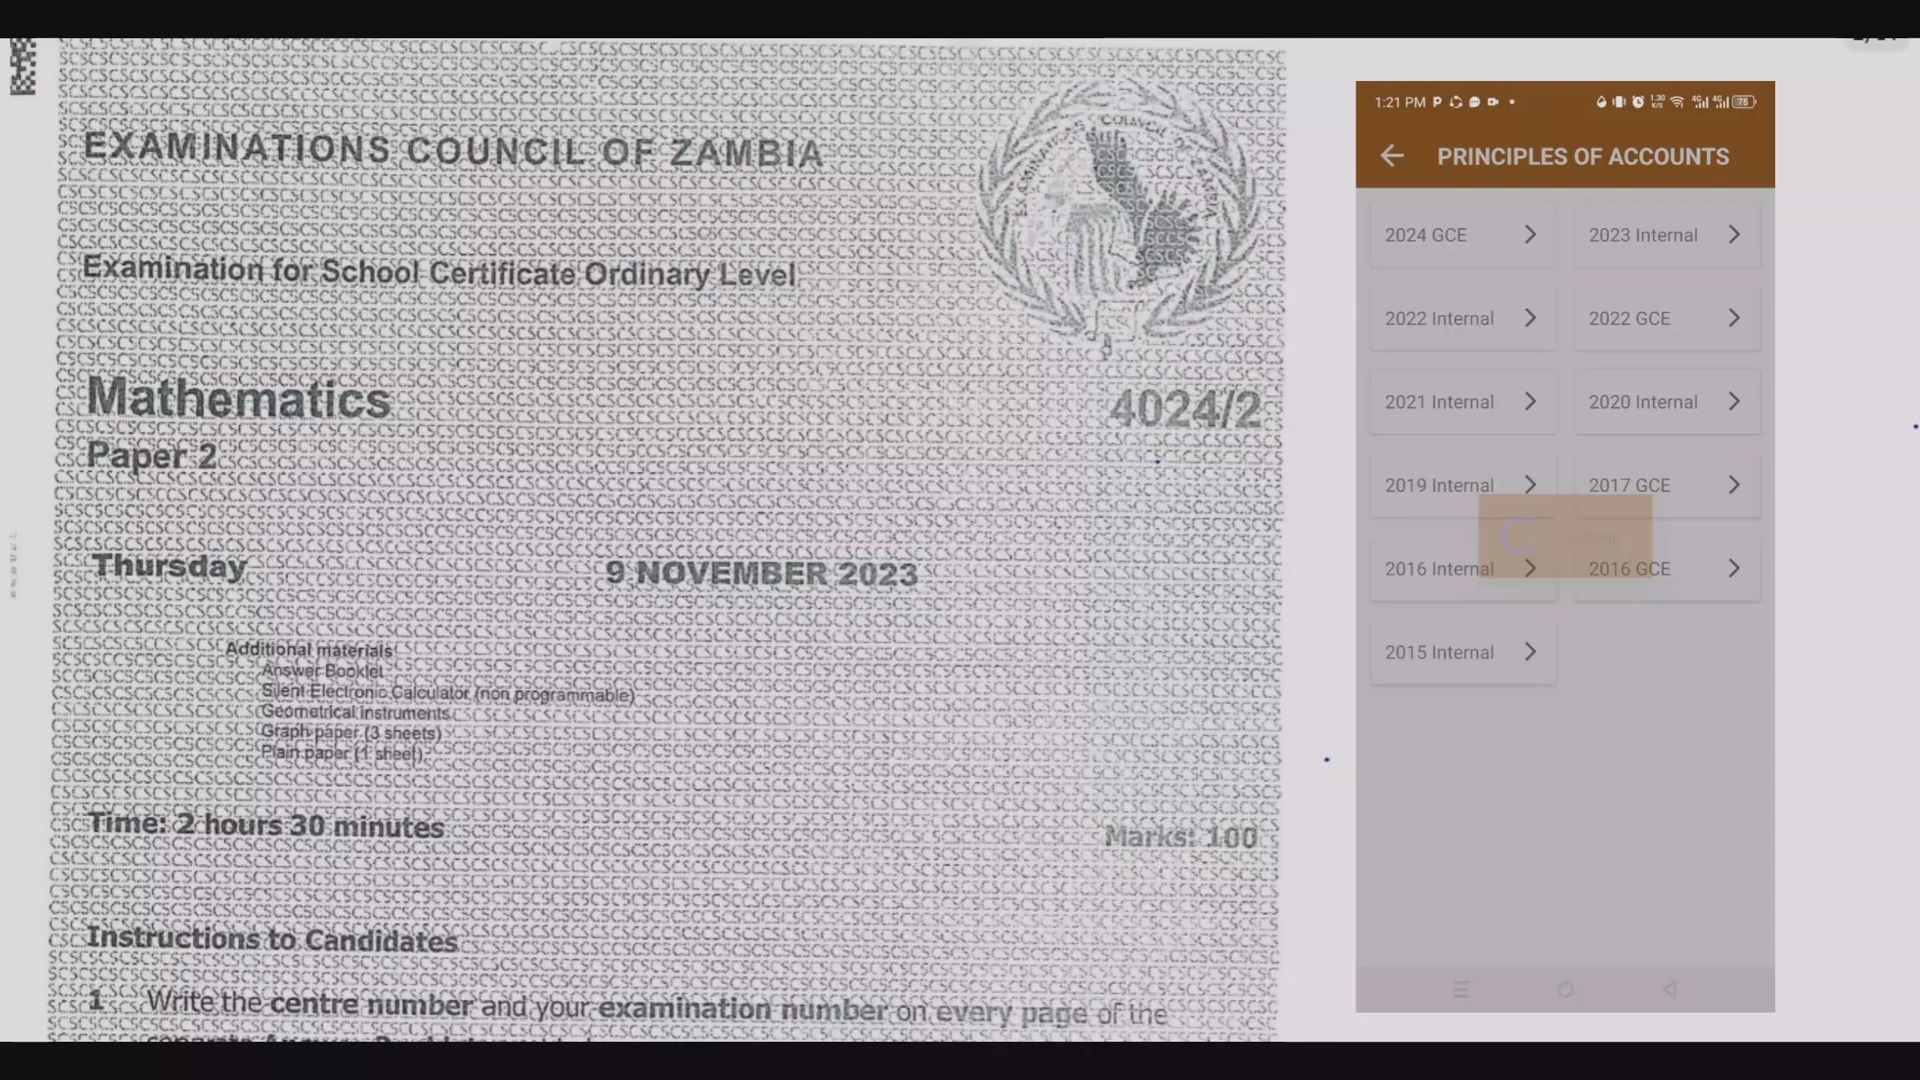 EXAMINATIONS COUNCIL OF ZAMBIA
Examination for School Certificate Ordinary Level
Mathematics 4024/2
Paper 2
Thursday 9 NOVEMBER 2023
Additional materials:
Answer Booklet
Silent Electronic Calculator (non programmable)
Geometrical instruments
Graph paper (3 sheets)
Plain paper (1 sheet)
Time: 2 hours 30 minutes Marks: 100
Instructions to Candidates
1 Write the centre number and your examination number on every page of the
1:21 PM
75
PRINCIPLES OF ACCOUNTS
2024 GCE
2023 Internal
2022 Internal
2022 GCE
2021 Internal
2020 Internal
2019 Internal
2017 GCE
2016 Internal
2016 GCE
2015 Internal